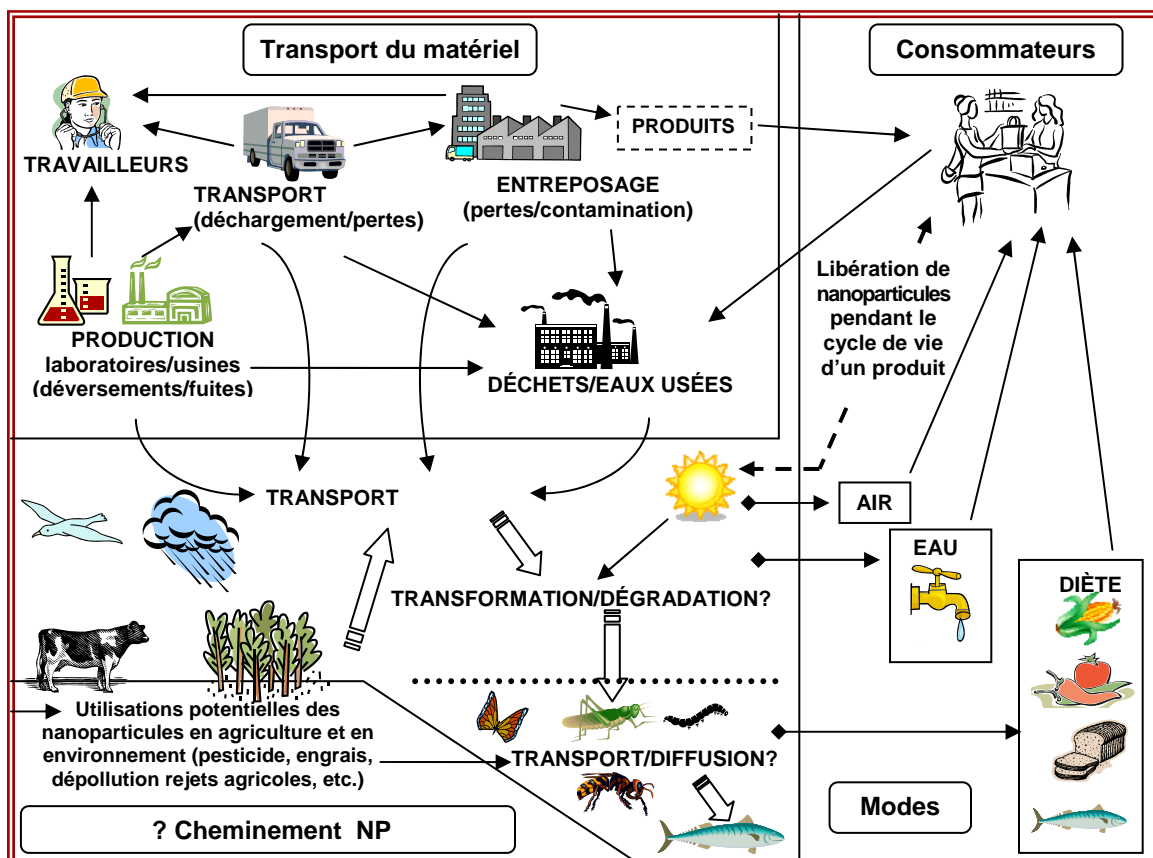 Transport du matériel
Consommateurs
PRODUITS
TRAVAILLEURS
TRANSPORT
(déchargement/pertes)
ENTREPOSAGE
(pertes/contamination)
Libération de
nanoparticules
pendant le
cycle de vie
d'un produit
PRODUCTION
laboratoires/usines
(déversements/fuites)
DÉCHETS/EAUX USÉES
TRANSPORT
AIR
EAU
DIÈTE
TRANSFORMATION/DÉGRADATION?
Utilisations potentielles des
nanoparticules en agriculture et en
environnement (pesticide, engrais,
dépollution rejets agricoles, etc.)
TRANSPORT/DIFFUSION?
Modes
? Cheminement NP